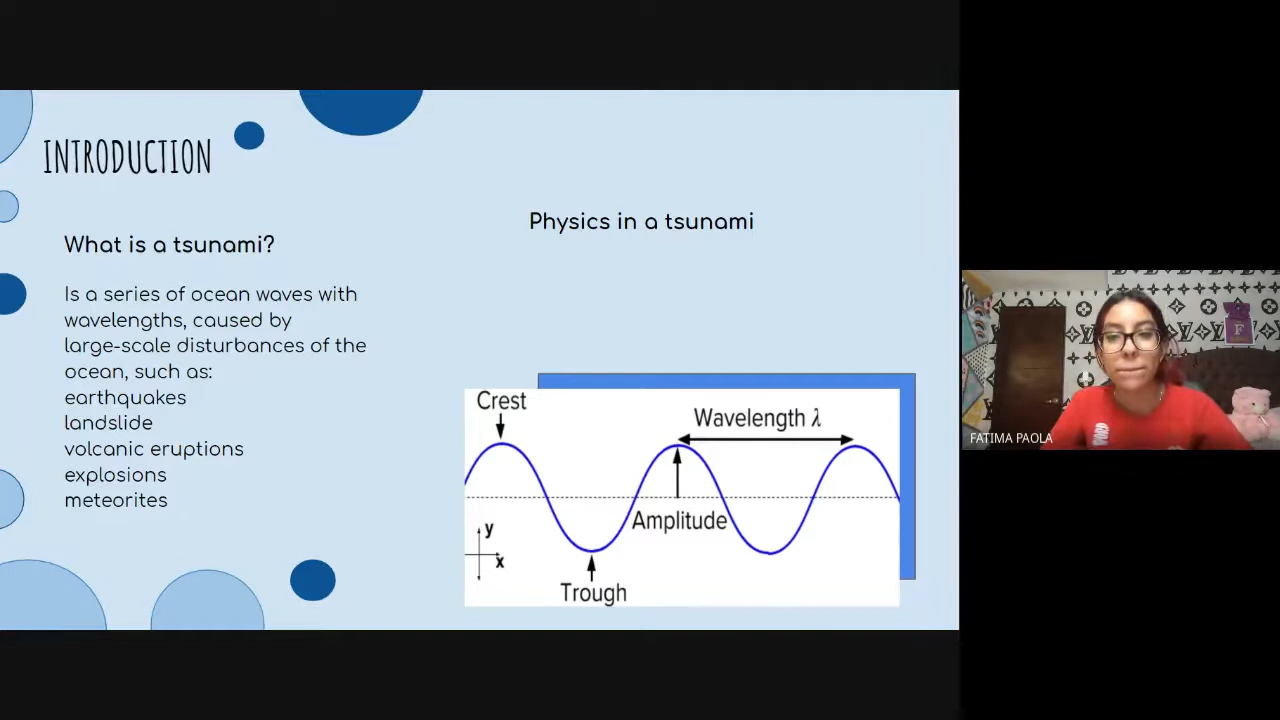 INTRODUCTION
What is a tsunami?
Is a series of ocean waves with
wavelengths, caused by
large-scale disturbances of the
ocean, such as:
earthquakes
landslide
volcanic eruptions
explosions
meteorites
Physics in a tsunami
Crest
Wavelength λ
Amplitude
y
x
Trough
F
FATIMA PAOLA